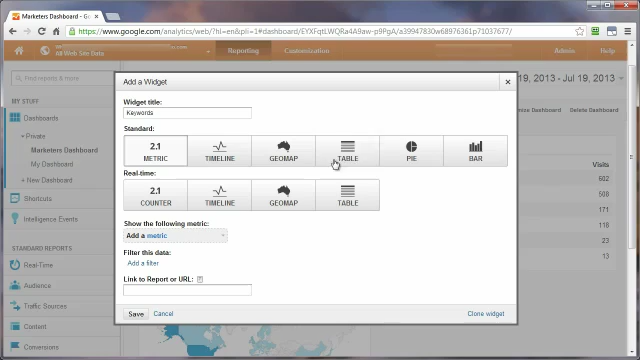 Marketers Dashboard - Goo
https://www.google.com/analytics/web/?hl=en&pli=1#dashboard/
All Web Site Data
Reporting
Customization
Admin
Help
Find reports & more
19, 2013 - Jul 19, 2013
MY STUFF
Dashboards
Private
Marketers Dashboard
My Dashboard
+ New Dashboard
Shortcuts
Intelligence Events
STANDARD REPORTS
Real-Time
Audience
Traffic Sources
Content
Conversions
Dashboard
Delete Dashboard
Visits
602
508
171
118
23
13
Add a Widget
×
Widget title:
Keywords
Standard:
2.1
METRIC
TIMELINE
GEOMAP
TABLE
PIE
BAR
Real-time:
2.1
COUNTER
TIMELINE
GEOMAP
TABLE
Show the following metric:
Add a metric
Filter this data:
Add a filter
Link to Report or URL:
Save
Cancel
Clone widget